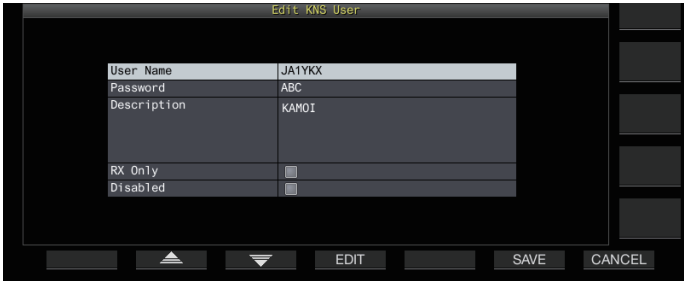 Edit KNS User
User Name JA1YKX
Password ABC
Description KAMOI
RX Only
Disabled
EDIT SAVE CANCEL